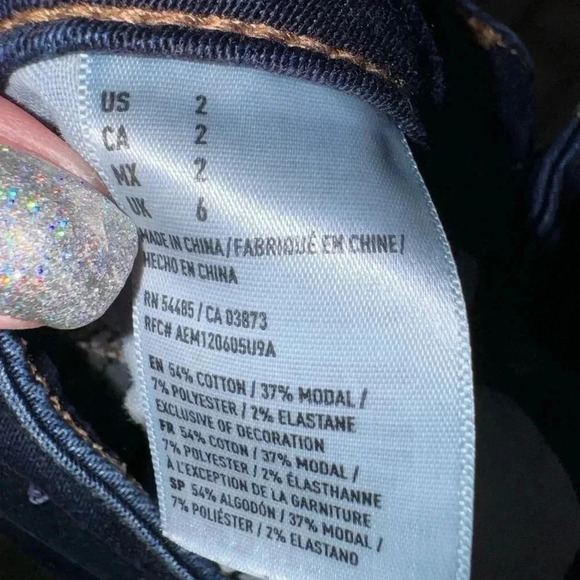 US 2
CA 2
MX 2
UK 6
MADE IN CHINA / FABRIQUÉ EN CHINE /
HECHO EN CHINA
RN 54485 / CA 03873
RFC# AEM120605U9A
EN 54% COTTON / 37% MODAL /
7% POLYESTER / 2% ELASTANE
EXCLUSIVE OF DECORATION
FR 54% COTON / 37% MODAL /
7% POLYESTER / 2% ÉLASTHANNE
À L'EXCEPTION DE LA GARNITURE
SP 54% ALGODÓN / 37% MODAL /
7% POLIÉSTER / 2% ELASTANO